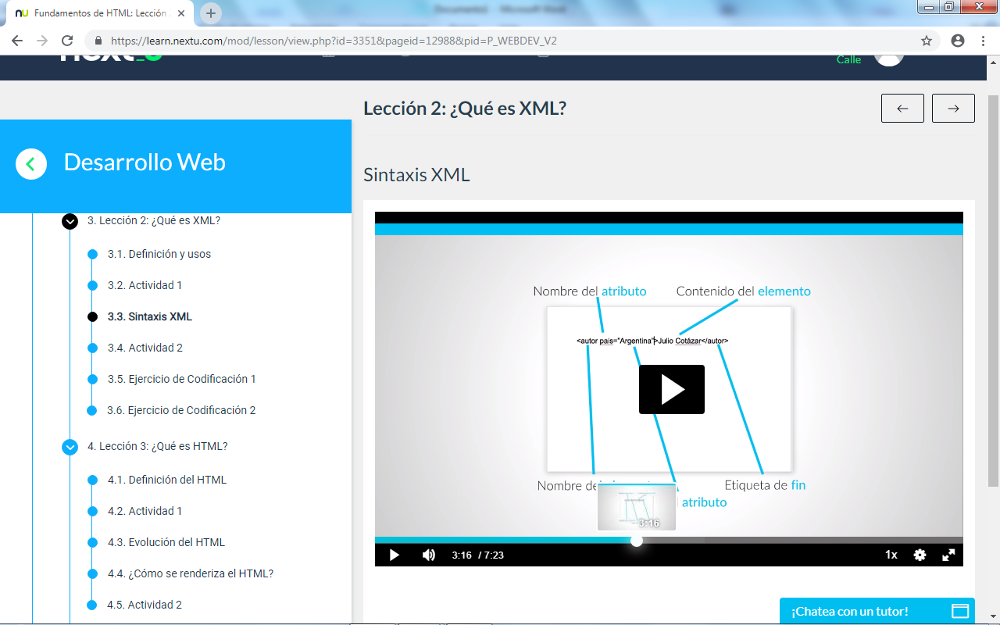 Fundamentos de HTML: Lección
https://learn.nextu.com/mod/lesson/view.php?id=3351&pageid=12988&pid=P_WEBDEV_V2
Calle
Lección 2: ¿Qué es XML?
Desarrollo Web
3. Lección 2: ¿Qué es XML?
3.1. Definición y usos
3.2. Actividad 1
3.3. Sintaxis XML
3.4. Actividad 2
3.5. Ejercicio de Codificación 1
3.6. Ejercicio de Codificación 2
4. Lección 3: ¿Qué es HTML?
4.1. Definición del HTML
4.2. Actividad 1
4.3. Evolución del HTML
4.4. ¿Cómo se renderiza el HTML?
4.5. Actividad 2
Sintaxis XML
Nombre del atributo
Contenido del elemento
<autor pais="Argentina">Julio Cotázar</autor>
Nombre
Etiqueta de fin
atributo
3:16
3:16 / 7:23
1x
¡Chatea con un tutor!